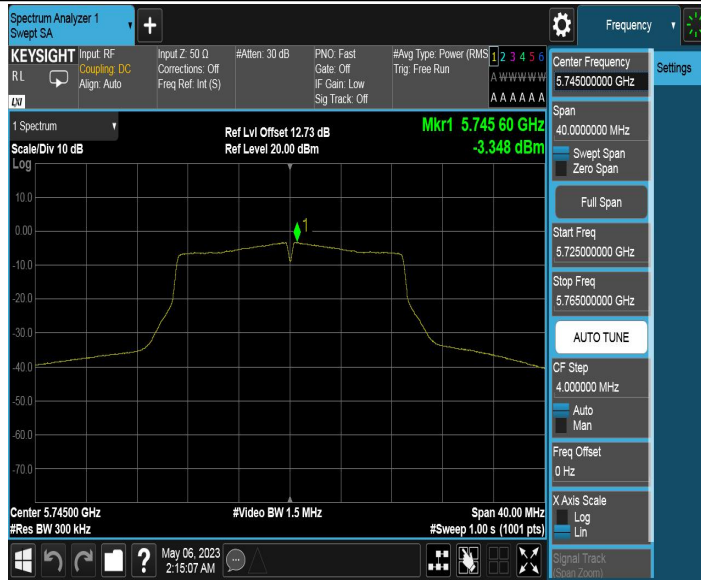 Spectrum Analyzer 1
Swept SA
+
Frequency
KEYSIGHT
RL
LXI
Input: RF
Coupling: DC
Align: Auto
Input Z: 50 Ω
Corrections: Off
Freq Ref: Int (S)
#Atten: 30 dB
PNO: Fast
Gate: Off
IF Gain: Low
Sig Track: Off
#Avg Type: Power (RMS
Trig: Free Run
1 2 3 4 5 6
A W W W W W
A A A A A A
1 Spectrum
Scale/Div 10 dB
Log
Ref Lvl Offset 12.73 dB
Ref Level 20.00 dBm
Mkr1 5.745 60 GHz
-3.348 dBm
10.0
0.00
-10.0
-20.0
-30.0
-40.0
-50.0
-60.0
-70.0
1
Center 5.74500 GHz
#Res BW 300 kHz
#Video BW 1.5 MHz
Span 40.00 MHz
#Sweep 1.00 s (1001 pts)
Center Frequency
5.745000000 GHz
Settings
Span
40.0000000 MHz
Swept Span
Zero Span
Full Span
Start Freq
5.725000000 GHz
Stop Freq
5.765000000 GHz
AUTO TUNE
CF Step
4.000000 MHz
Auto
Man
Freq Offset
0 Hz
X Axis Scale
Log
Lin
Signal Track
(Span Zoom)
?
May 06, 2023
2:15:07 AM